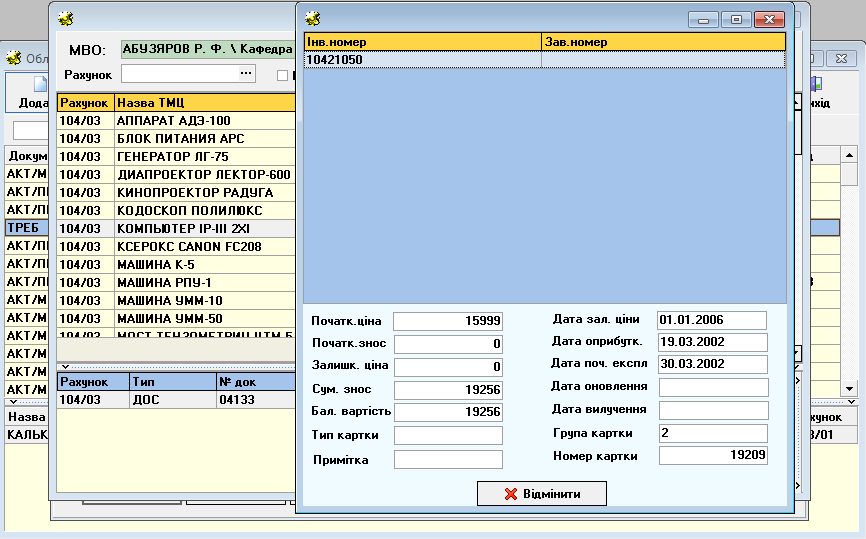 Інв.номер Зав.номер
10421050
Початк.ціна 15999 Дата зал. ціни 01.01.2006
Початк.знос 0 Дата оприбутк. 19.03.2002
Залишк. ціна 0 Дата поч. експл 30.03.2002
Сум. знос 19256 Дата оновлення
Бал. вартість 19256 Дата вилучення
Тип картки Група картки 2
Примітка Номер картки 19209
Відмінити
МВО: АБУЗЯРОВ Р. Ф. \ Кафедра
Рахунок ...
Рахунок Назва ТМЦ
104/03 АППАРАТ АДЭ-100
104/03 БЛОК ПИТАНИЯ АРС
104/03 ГЕНЕРАТОР ЛГ-75
104/03 ДИАПРОЕКТОР ЛЕКТОР-600
104/03 КИНОПРОЕКТОР РАДУГА
104/03 КОДОСКОП ПОЛИЛЮКС
104/03 КОМПЬЮТЕР IP-III 2XI
104/03 КСЕРОКС CANON FC208
104/03 МАШИНА К-5
104/03 МАШИНА РПУ-1
104/03 МАШИНА УММ-10
104/03 МАШИНА УММ-50
Рахунок Тип № док
104/03 ДОС 04133
Обл
Дода
хід
Докум
АКТ/М
АКТ/П
АКТ/П
ТРЕБ
АКТ/П
АКТ/П
АКТ/П
АКТ/М
АКТ/М
АКТ/М
АКТ/М
АКТ/М
АКТ/М
Назва
хунок
КАЛЬК
/01